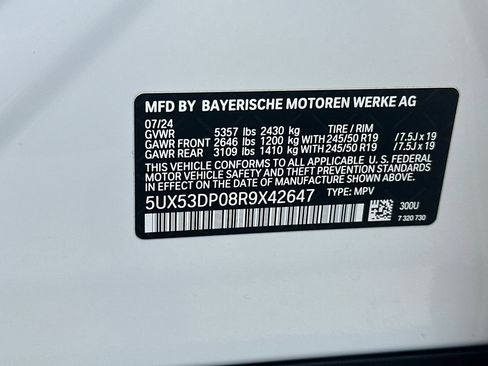 MFD BY BAYERISCHE MOTOREN WERKE AG
07/24
GVWR 5357 lbs 2430 kg TIRE / RIM
GAWR FRONT 2646 lbs 1200 kg WITH 245/50 R19 / 7.5J x 19
GAWR REAR 3109 lbs 1410 kg WITH 245/50 R19 / 7.5J x 19
THIS VEHICLE CONFORMS TO ALL APPLICABLE U.S. FEDERAL
MOTOR VEHICLE SAFETY, BUMPER, AND THEFT PREVENTION STANDARDS
IN EFFECT ON THE DATE OF MANUFACTURE SHOWN ABOVE.
5UX53DP08R9X42647 TYPE: MPV
300U
7 320 730